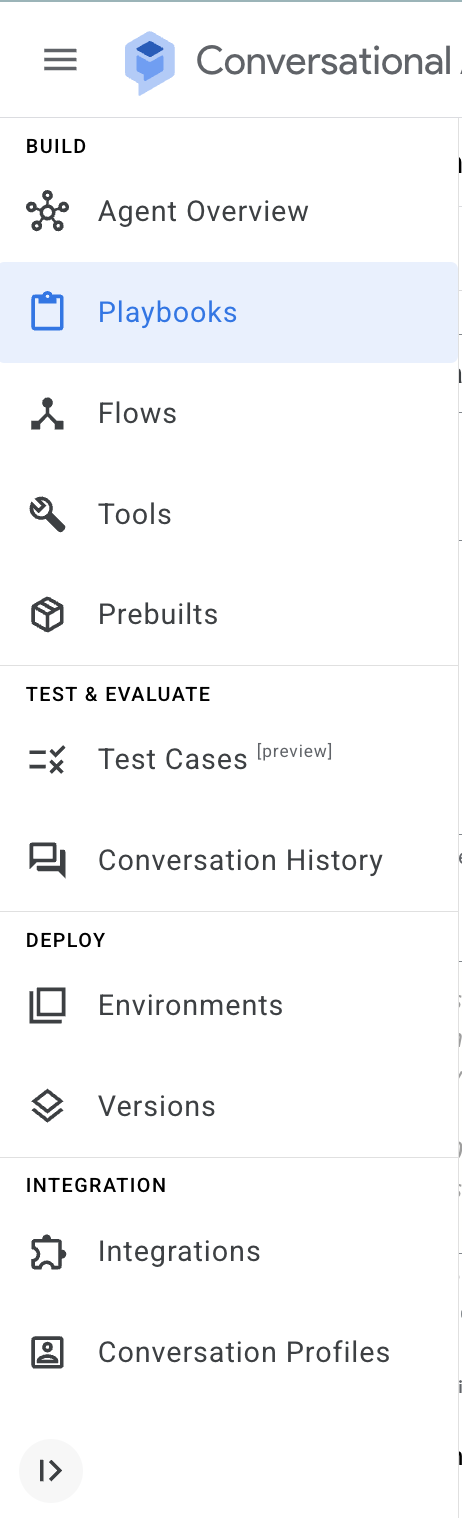 Conversational
BUILD
Agent Overview
Playbooks
Flows
Tools
Prebuilts
TEST & EVALUATE
Test Cases [preview]
Conversation History
DEPLOY
Environments
Versions
INTEGRATION
Integrations
Conversation Profiles